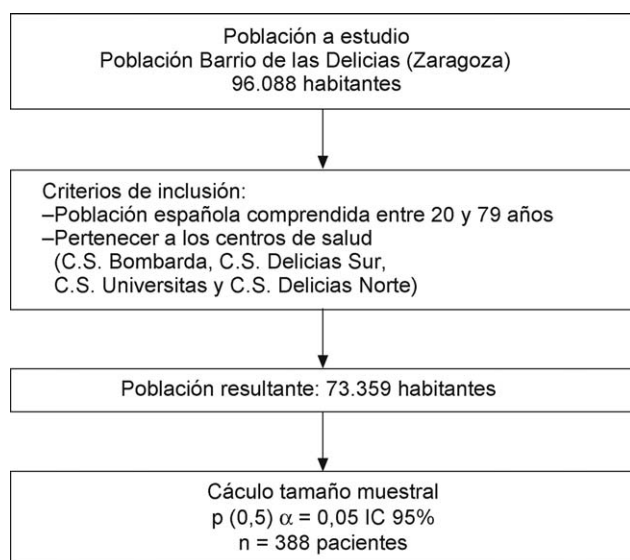 Población a estudio
Población Barrio de las Delicias (Zaragoza)
96.088 habitantes
Criterios de inclusión:
–Población española comprendida entre 20 y 79 años
–Pertenecer a los centros de salud
(C.S. Bombarda, C.S. Delicias Sur,
C.S. Universitas y C.S. Delicias Norte)
Población resultante: 73.359 habitantes
Cáculo tamaño muestral
p (0,5) α = 0,05 IC 95%
n = 388 pacientes